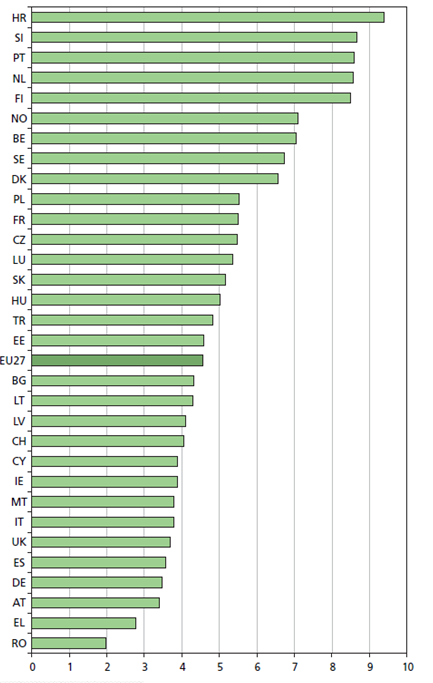 HR
SI
PT
NL
FI
NO
BE
SE
DK
PL
FR
CZ
LU
SK
HU
TR
EE
EU27
BG
LT
LV
CH
CY
IE
MT
IT
UK
ES
DE
AT
EL
RO
0 1 2 3 4 5 6 7 8 9 10